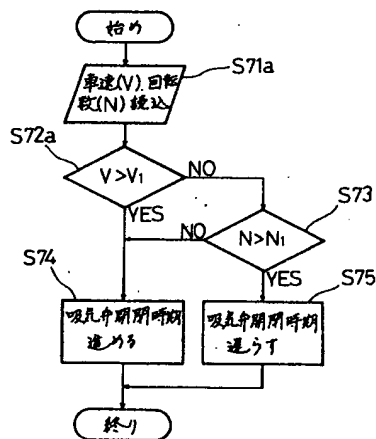 始め
S71a
車速(V).回転
数(N)読込
S72a
V>V1
NO
S73
YES
NO
N>N1
S74
YES
S75
吸気弁開閉時期
進める
吸気弁開閉時期
遅らす
終り